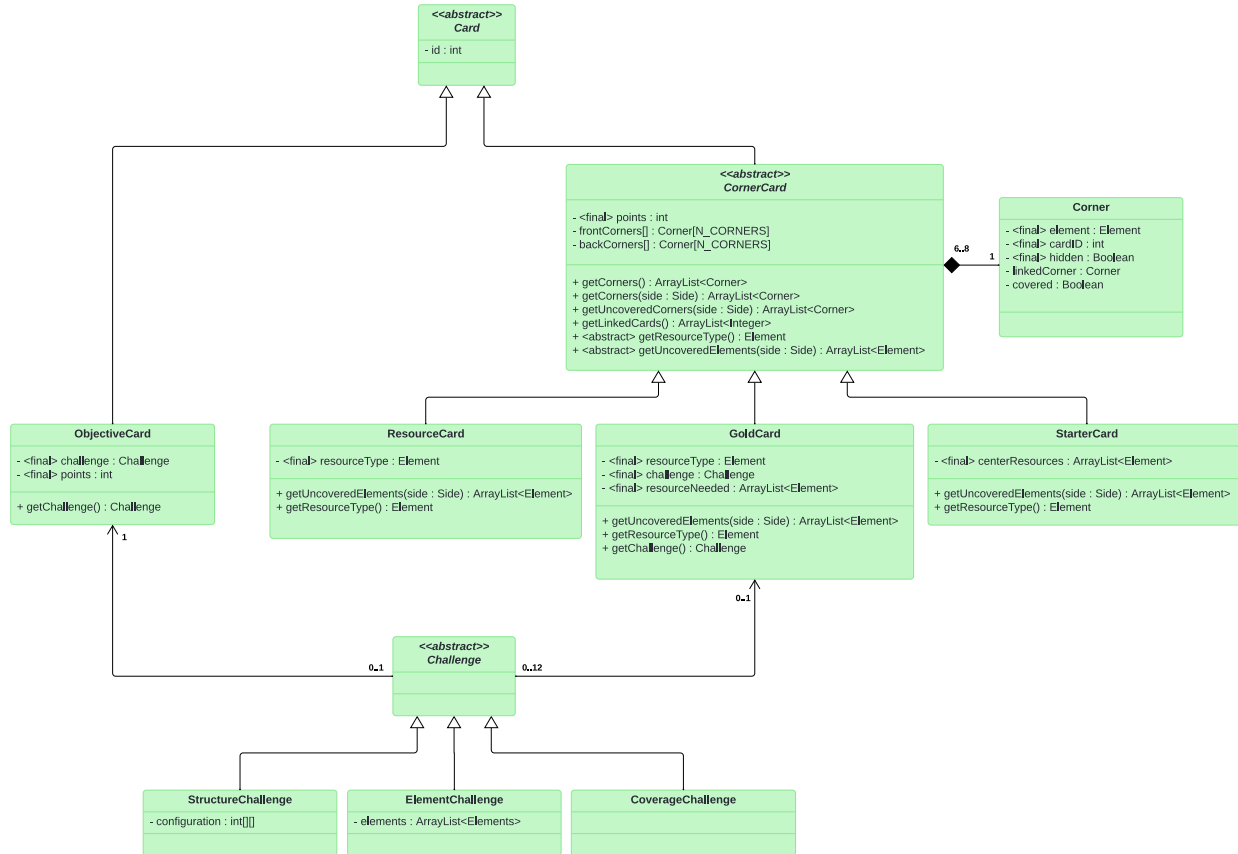 <<abstract>>
Card
- id : int
<<abstract>>
CornerCard
- <final> points : int
- frontCorners[] : Corner[N_CORNERS]
- backCorners[] : Corner[N_CORNERS]
+ getCorners() : ArrayList<Corner>
+ getCorners(side : Side) : ArrayList<Corner>
+ getUncoveredCorners(side : Side) : ArrayList<Corner>
+ getLinkedCards() : ArrayList<Integer>
+ <abstract> getResourceType() : Element
+ <abstract> getUncoveredElements(side : Side) : ArrayList<Element>
6..8
1
Corner
- <final> element : Element
- <final> cardID : int
- <final> hidden : Boolean
- linkedCorner : Corner
- covered : Boolean
ObjectiveCard
- <final> challenge : Challenge
- <final> points : int
+ getChallenge() : Challenge
ResourceCard
- <final> resourceType : Element
+ getUncoveredElements(side : Side) : ArrayList<Element>
+ getResourceType() : Element
GoldCard
- <final> resourceType : Element
- <final> challenge : Challenge
- <final> resourceNeeded : ArrayList<Element>
+ getUncoveredElements(side : Side) : ArrayList<Element>
+ getResourceType() : Element
+ getChallenge() : Challenge
StarterCard
- <final> centerResources : ArrayList<Element>
+ getUncoveredElements(side : Side) : ArrayList<Element>
+ getResourceType() : Element
1
0..1
0..1
0..12
<<abstract>>
Challenge
StructureChallenge
- configuration : int[][]
ElementChallenge
- elements : ArrayList<Elements>
CoverageChallenge